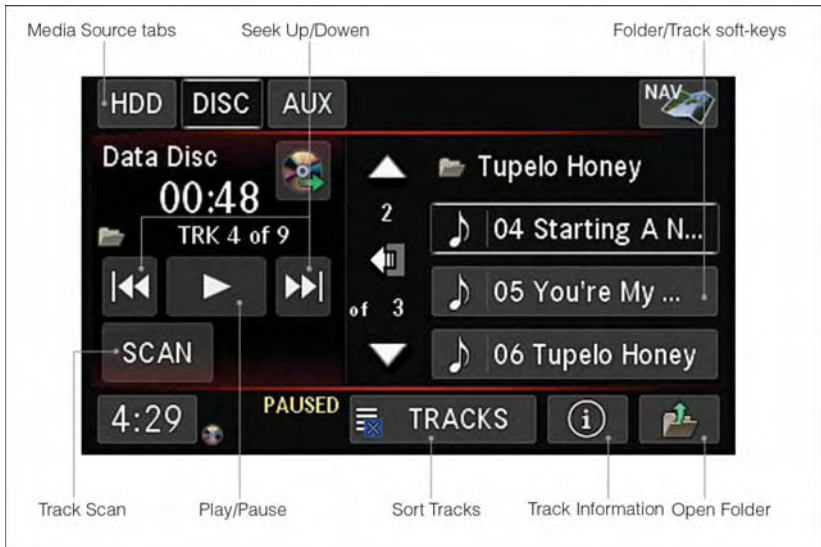 Media Source tabs
Seek Up/Dowen
Folder/Track soft-keys
HDD
DISC
AUX
NAV
Data Disc
00:48
TRK 4 of 9
SCAN
2
of 3
Tupelo Honey
04 Starting A N...
05 You're My ...
06 Tupelo Honey
4:29
PAUSED
TRACKS
i
Track Scan
Play/Pause
Sort Tracks
Track Information
Open Folder